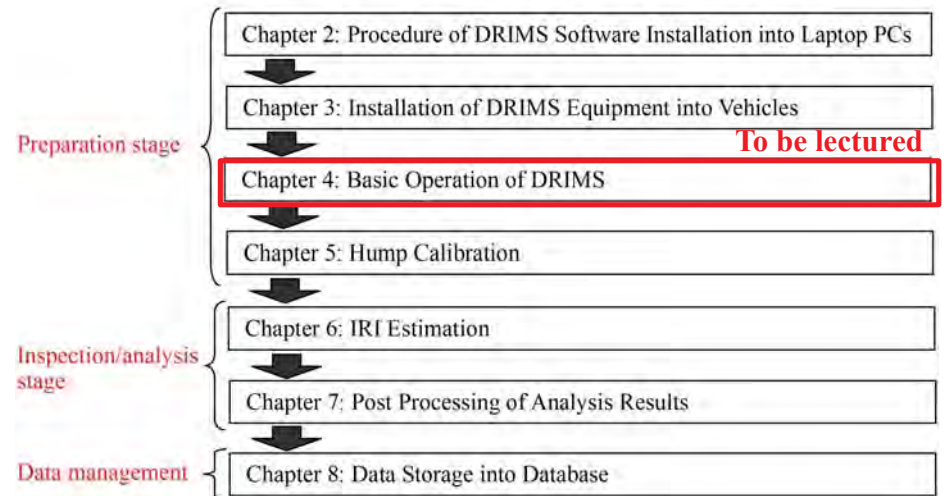 Chapter 2: Procedure of DRIMS Software Installation into Laptop PCs
Chapter 3: Installation of DRIMS Equipment into Vehicles
Preparation stage
To be lectured
Chapter 4: Basic Operation of DRIMS
Chapter 5: Hump Calibration
Chapter 6: IRI Estimation
Inspection/analysis
stage
Chapter 7: Post Processing of Analysis Results
Data management
Chapter 8: Data Storage into Database